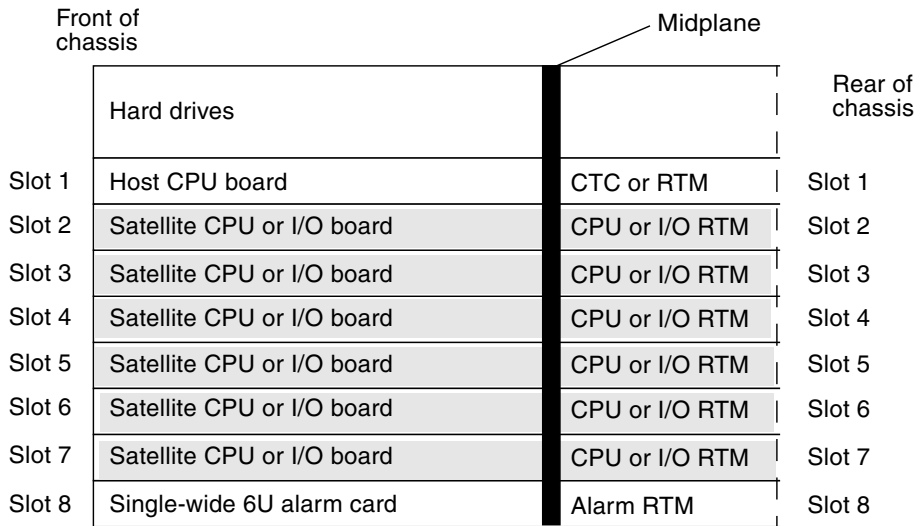 Front of
chassis
Midplane
Rear of
chassis
Hard drives
Slot 1 Host CPU board CTC or RTM Slot 1
Slot 2 Satellite CPU or I/O board CPU or I/O RTM Slot 2
Slot 3 Satellite CPU or I/O board CPU or I/O RTM Slot 3
Slot 4 Satellite CPU or I/O board CPU or I/O RTM Slot 4
Slot 5 Satellite CPU or I/O board CPU or I/O RTM Slot 5
Slot 6 Satellite CPU or I/O board CPU or I/O RTM Slot 6
Slot 7 Satellite CPU or I/O board CPU or I/O RTM Slot 7
Slot 8 Single-wide 6U alarm card Alarm RTM Slot 8